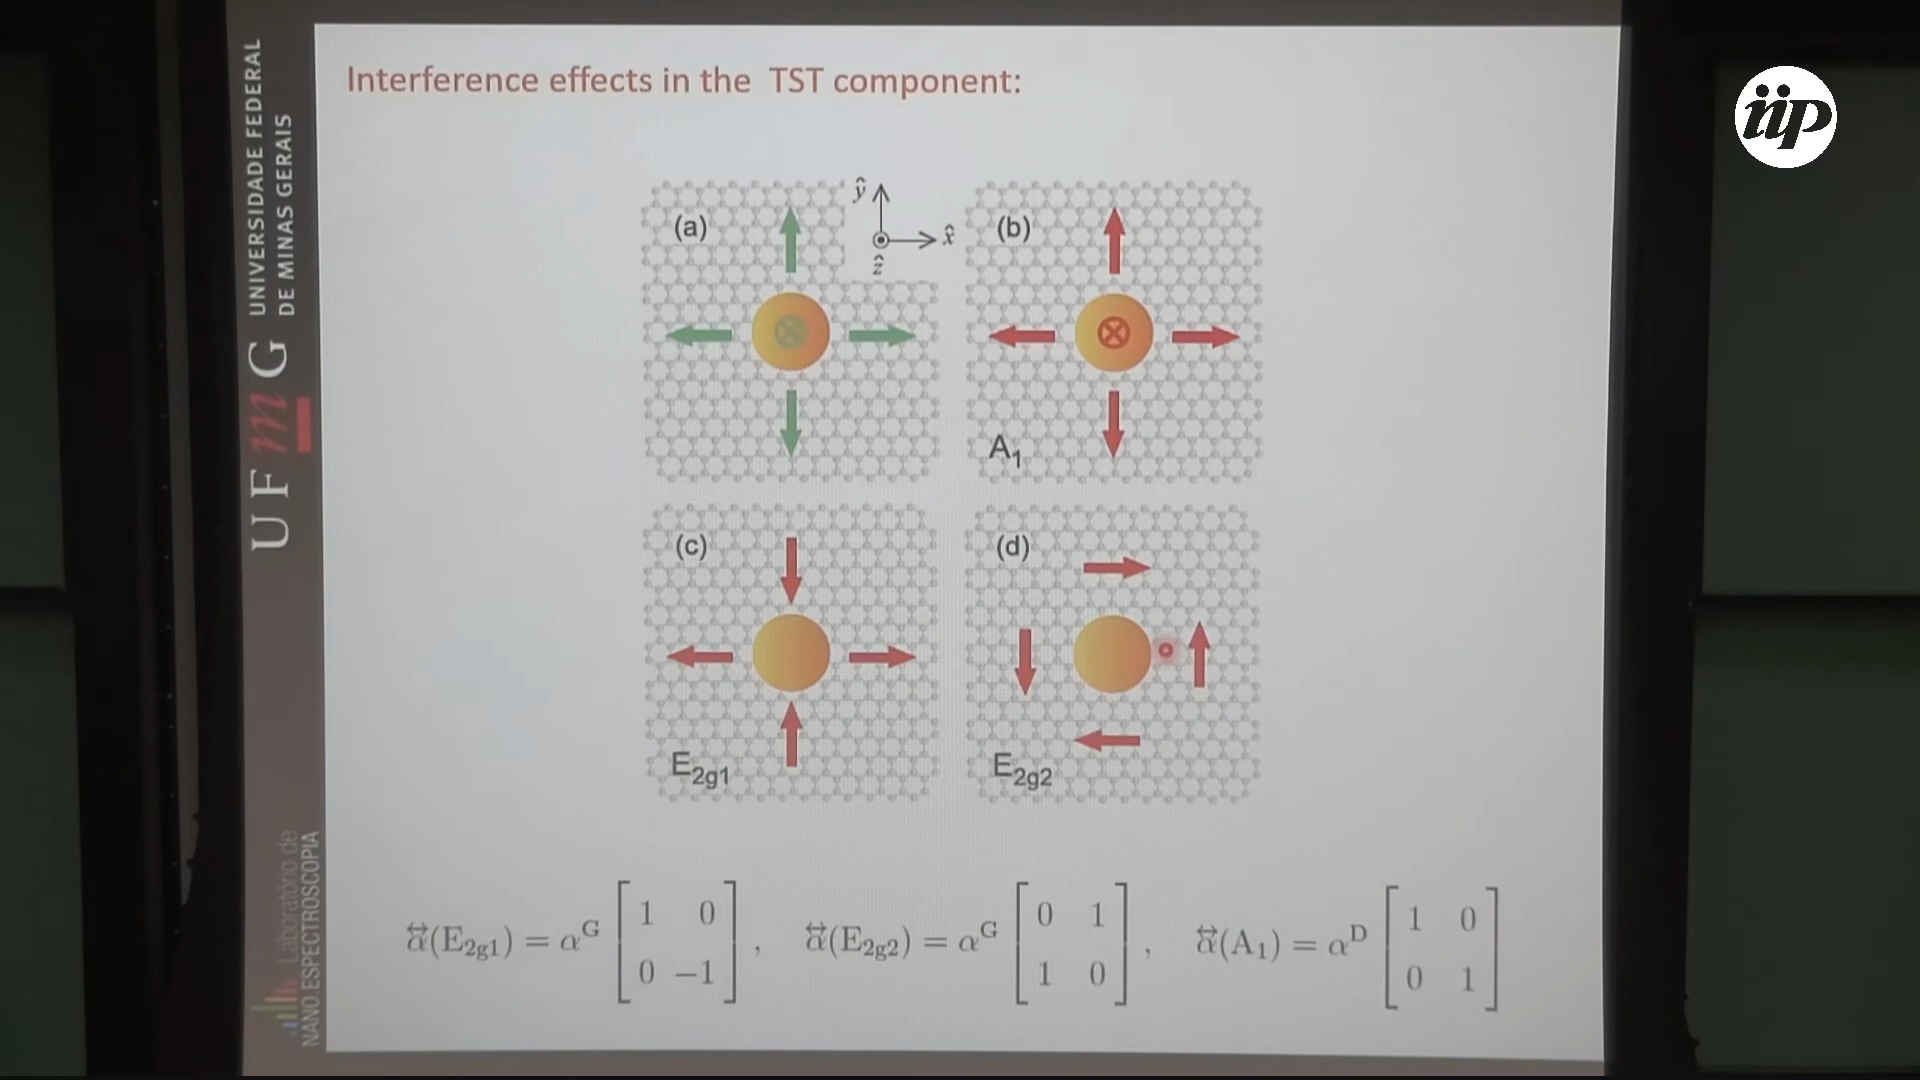 Interference effects in the TST component:
iip
UNIVERSIDADE FEDERAL
DE MINAS GERAIS
UFmG
Laboratório de
NANO.ESPECTROSCOPIA
(a)
ŷ
x̂
ẑ
(b)
A₁
(c)
E₂g₁
(d)
E₂g₂
α⃡(E₂g₁) = αᴳ [1 0; 0 −1], α⃡(E₂g₂) = αᴳ [0 1; 1 0], α⃡(A₁) = αᴰ [1 0; 0 1]